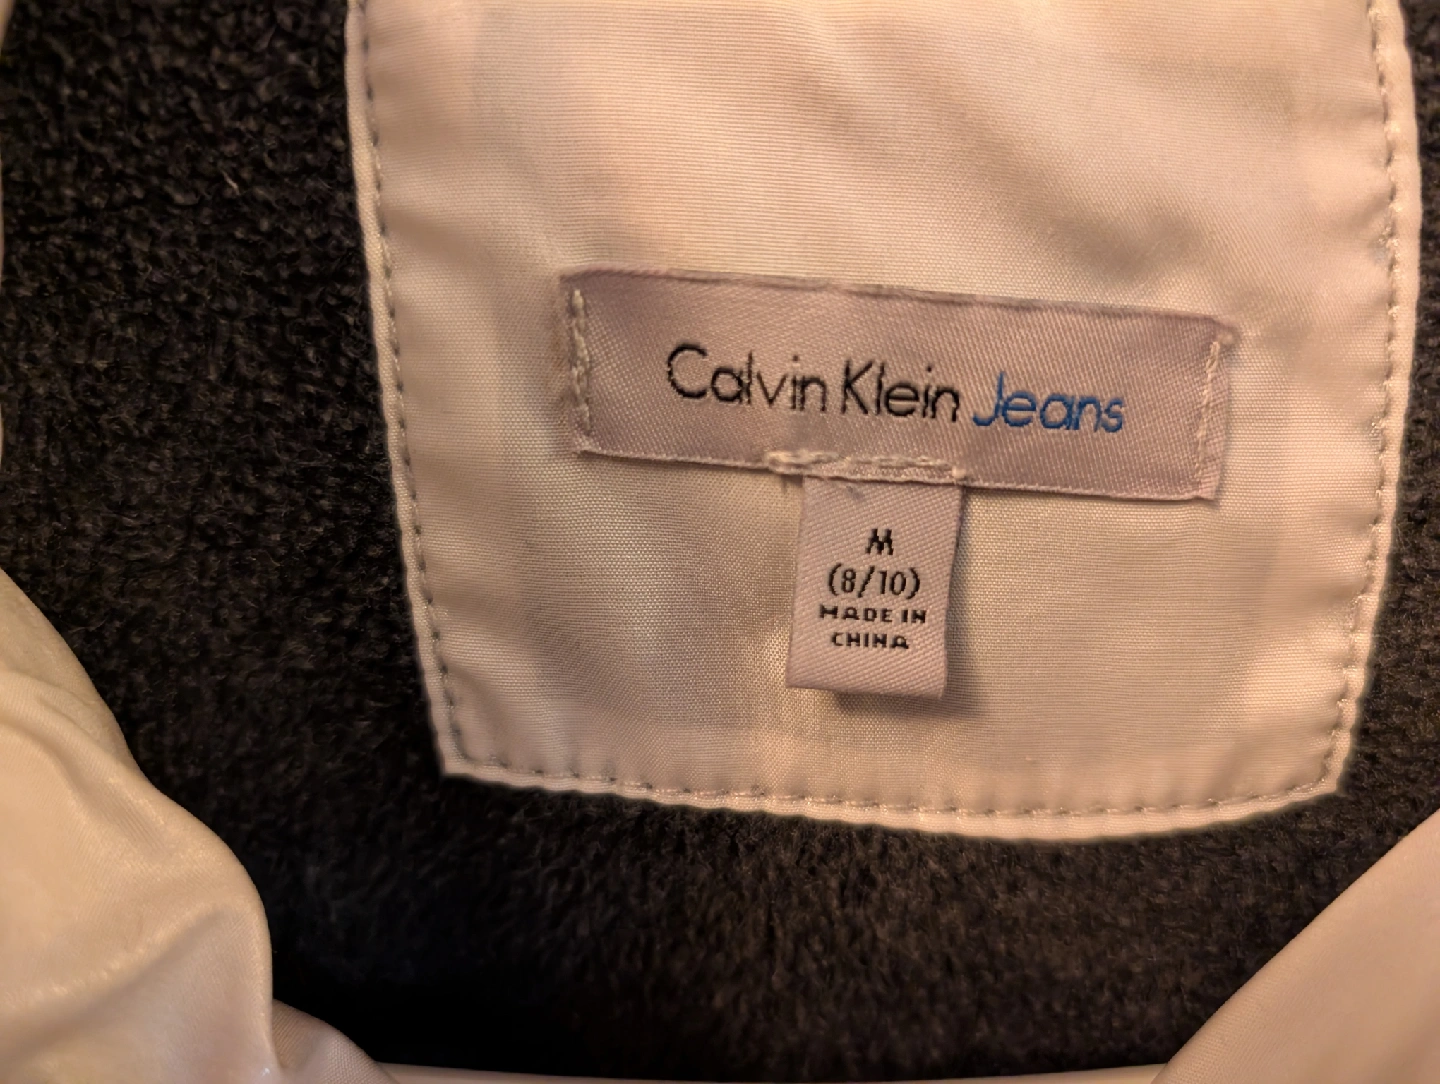 Calvin Klein Jeans
M
(8/10)
MADE IN
CHINA